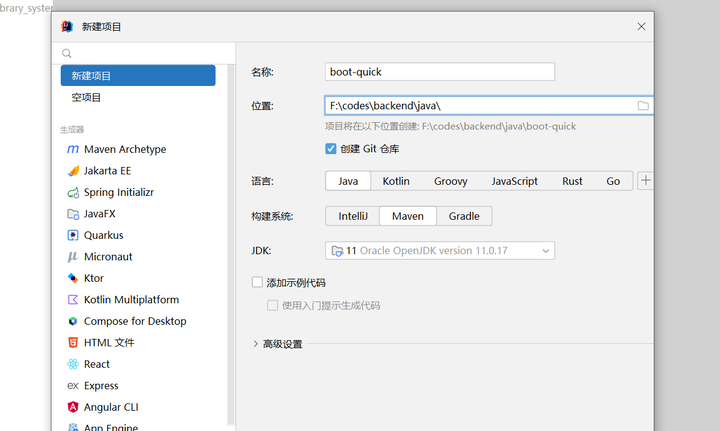 brary_system
新建项目
新建项目
空项目
生成器
Maven Archetype
Jakarta EE
Spring Initializr
JavaFX
Quarkus
Micronaut
Ktor
Kotlin Multiplatform
Compose for Desktop
HTML 文件
React
ex Express
Angular CLI
App Engine
名称: boot-quick
位置: F:\codes\backend\java\
项目将在以下位置创建: F:\codes\backend\java\boot-quick
创建 Git 仓库
语言: Java Kotlin Groovy JavaScript Rust Go
构建系统: IntelliJ Maven Gradle
JDK: 11 Oracle OpenJDK version 11.0.17
添加示例代码
使用入门提示生成代码
高级设置